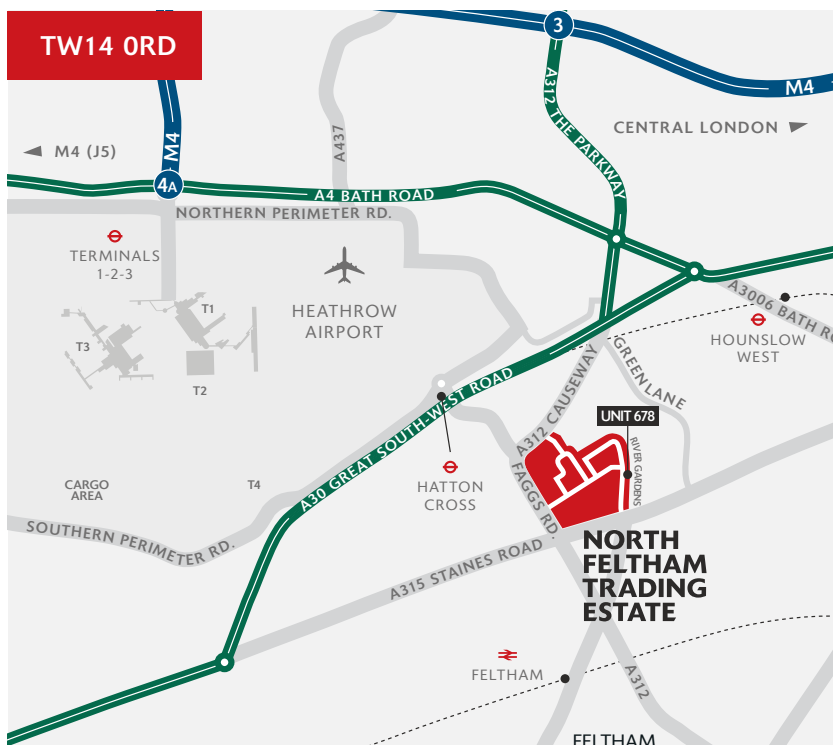 TW14 0RD
3
M4
A312 THE PARKWAY
CENTRAL LONDON
A437
M4 (J5)
M4
4A
A4 BATH ROAD
NORTHERN PERIMETER RD.
TERMINALS
1-2-3
HEATHROW
AIRPORT
T1
T3
T2
A3006 BATH RO
HOUNSLOW
WEST
GREENLANE
A312 CAUSEWAY
A30 GREAT SOUTH-WEST ROAD
UNIT 678
RIVER GARDENS
FAGGS RD.
HATTON
CROSS
CARGO
AREA
T4
SOUTHERN PERIMETER RD.
A315 STAINES ROAD
NORTH
FELTHAM
TRADING
ESTATE
FELTHAM
A312
FELTHAM